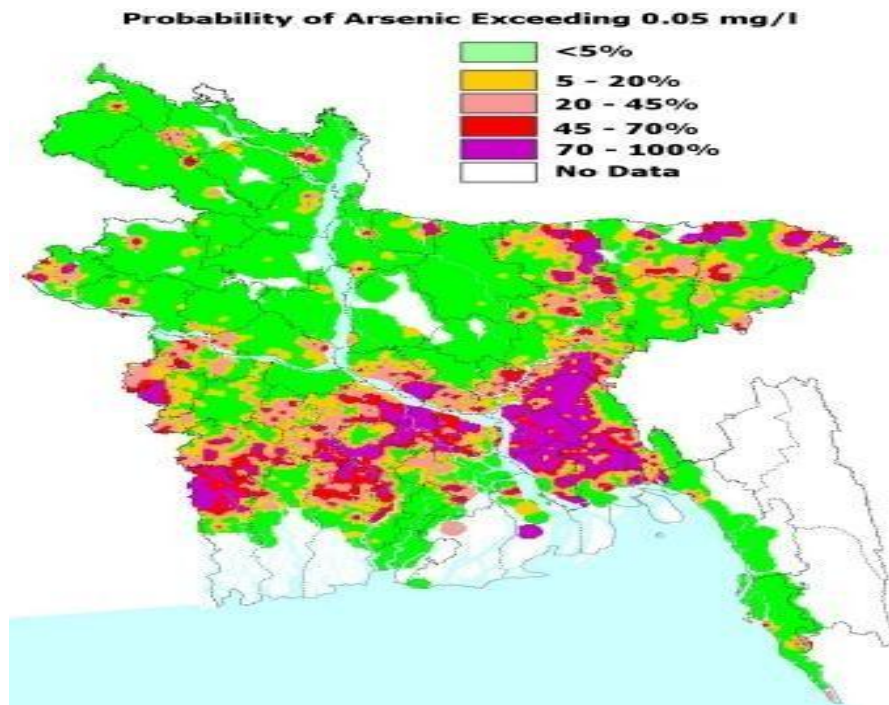 Probability of Arsenic Exceeding 0.05 mg/l
<5%
5 - 20%
20 - 45%
45 - 70%
70 - 100%
No Data